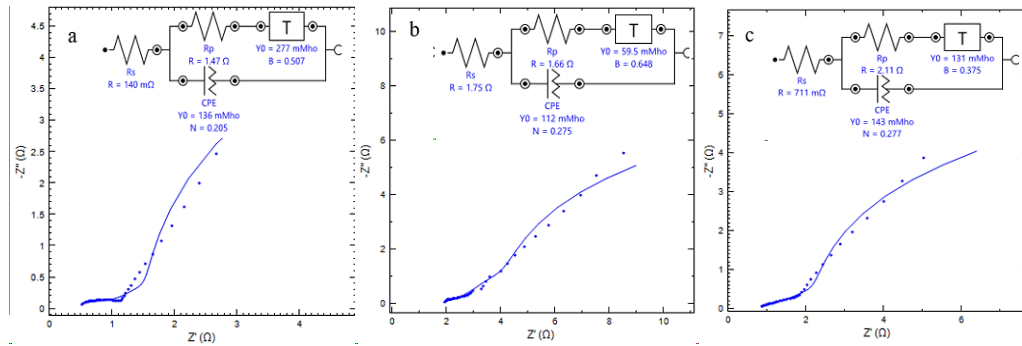 a
4.5
4
3.5
3
2.5
2
1.5
1
0.5
0
-Z'' (Ω)
0
1
2
3
4
5
Z' (Ω)
Rs
R = 140 mΩ
Rp
R = 1.47 Ω
T
Y0 = 277 mMho
B = 0.507
CPE
Y0 = 136 mMho
N = 0.205
b
10
8
6
4
2
0
-Z'' (Ω)
0
2
4
6
8
10
Z' (Ω)
Rs
R = 1.75 Ω
Rp
R = 1.66 Ω
T
Y0 = 59.5 mMho
B = 0.648
CPE
Y0 = 112 mMho
N = 0.275
c
7
6
5
4
3
2
1
0
-Z'' (Ω)
0
2
4
6
8
Z' (Ω)
Rs
R = 711 mΩ
Rp
R = 2.11 Ω
T
Y0 = 131 mMho
B = 0.375
CPE
Y0 = 143 mMho
N = 0.277